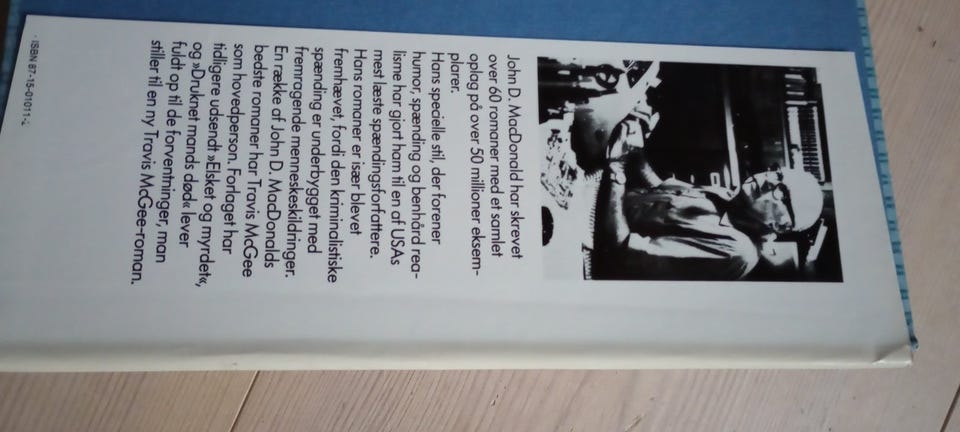 John D. MacDonald har skrevet
over 60 romaner med et samlet
oplag på over 50 millioner eksem-
plarer.
Hans specielle stil, der forener
humor, spænding og benhård rea-
lisme har gjort ham til en af USAs
mest læste spændingsforfattere.
Hans romaner er især blevet
fremhævet, fordi den kriminalistiske
spænding er underbygget med
fremragende menneskeskildringer.
En række af John D. MacDonalds
bedste romaner har Travis McGee
som hovedperson. Forlaget har
tidligere udsendt »Elsket og myrdet«,
og »Druknet mands død« lever
fuldt op til de forventninger, man
stiller til en ny Travis McGee-roman.
ISBN 87-15-01011-